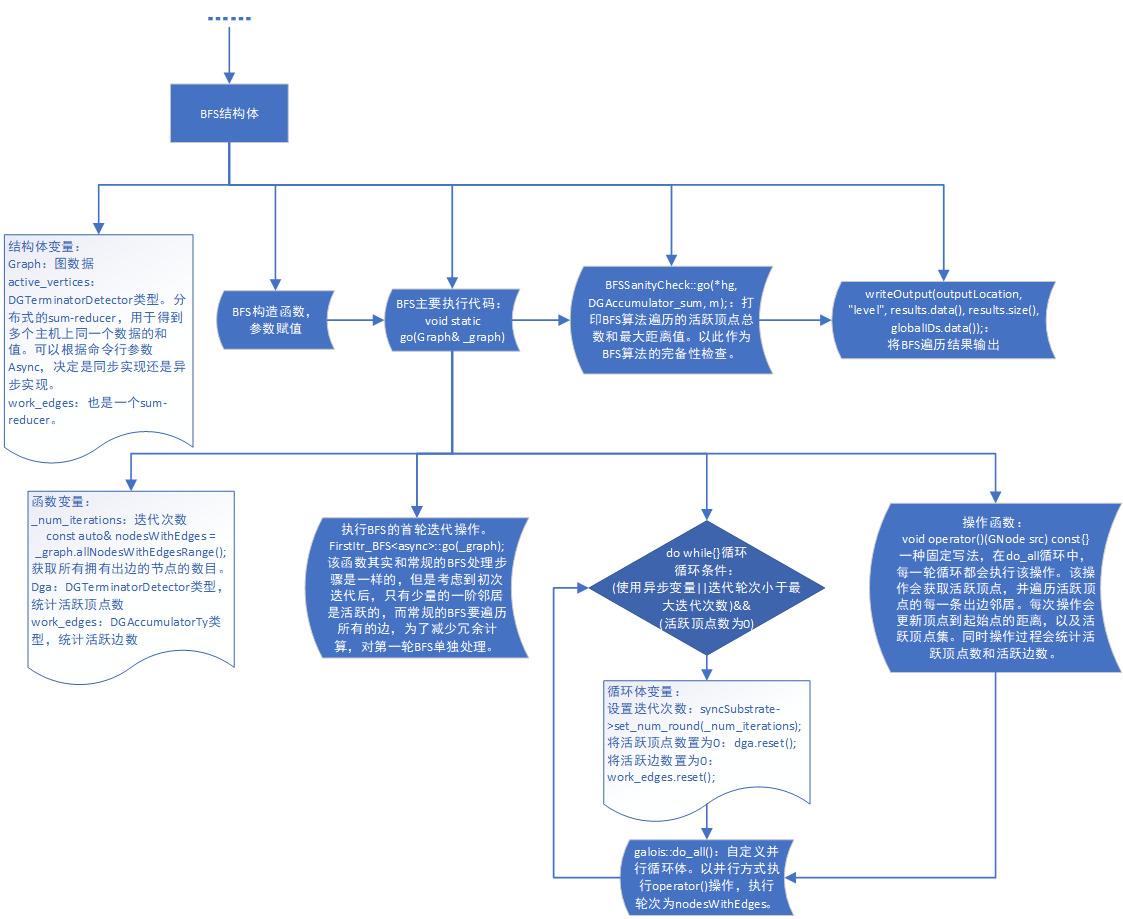 BFS结构体
结构体变量：
Graph：图数据
active_vertices：
DGTerminatorDetector类型。分
布式的sum-reducer，用于得到
多个主机上同一个数据的和
值。可以根据命令行参数
Async，决定是同步实现还是异
步实现。
work_edges：也是一个sum-
reducer。
BFS构造函数，
参数赋值
BFS主要执行代码：
void static
go(Graph& _graph)
BFSSanityCheck::go(*hg,
DGAccumulator_sum, m);：打
印BFS算法遍历的活跃顶点总
数和最大距离值。以此作为
BFS算法的完备性检查。
writeOutput(outputLocation,
"level", results.data(), results.size(),
globalIDs.data());：
将BFS遍历结果输出
函数变量：
_num_iterations：迭代次数
const auto& nodesWithEdges =
_graph.allNodesWithEdgesRange();
获取所有拥有出边的节点的数目。
Dga：DGTerminatorDetector类型，
统计活跃顶点数
work_edges：DGAccumulatorTy类
型，统计活跃边数
执行BFS的首轮迭代操作。
FirstItr_BFS<async>::go(_graph);
该函数其实和常规的BFS处理步
骤是一样的，但是考虑到初次
迭代后，只有少量的一阶邻居
是活跃的，而常规的BFS要遍历
所有的边，为了减少冗余计
算，对第一轮BFS单独处理。
do while{}循环
循环条件：
(使用异步变量||迭代轮次小于最
大迭代次数)&&
(活跃顶点数为0)
操作函数：
void operator()(GNode src) const{}
一种固定写法，在do_all循环中，
每一轮循环都会执行该操作。该操
作会获取活跃顶点，并遍历活跃顶
点的每一条出边邻居。每次操作会
更新顶点到起始点的距离，以及活
跃顶点集。同时操作过程会统计活
跃顶点数和活跃边数。
循环体变量：
设置迭代次数：syncSubstrate-
>set_num_round(_num_iterations);
将活跃顶点数置为0：dga.reset();
将活跃边数置为0：
work_edges.reset();
galois::do_all()：自定义并
行循环体。以并行方式执
行operator()操作，执行
轮次为nodesWithEdges。